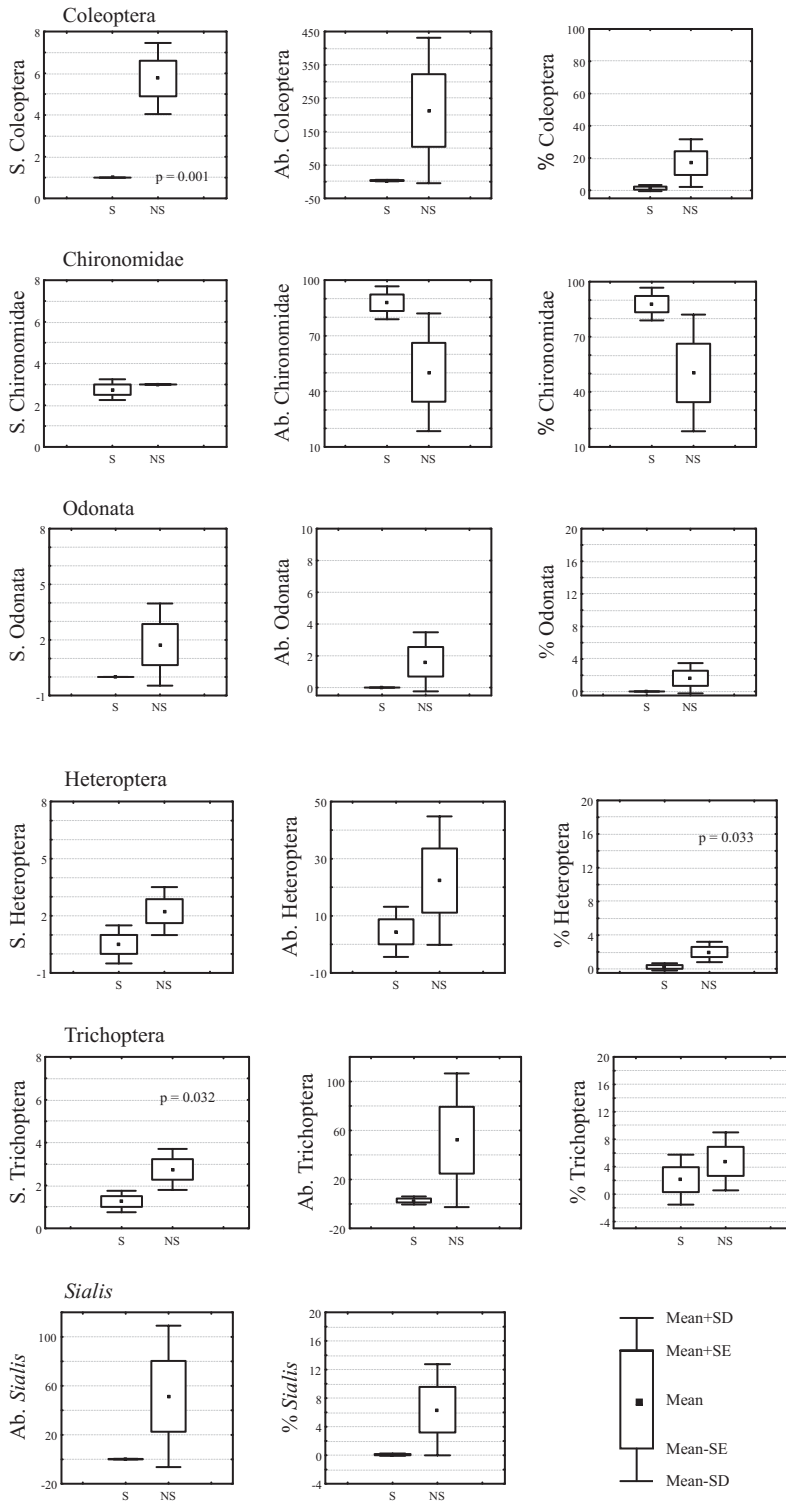 Coleoptera
S. Coleoptera
8
6
4
2
0
p = 0.001
S NS
Ab. Coleoptera
450
350
250
150
50
-50
S NS
% Coleoptera
100
80
60
40
20
0
S NS
Chironomidae
S. Chironomidae
8
6
4
2
0
S NS
Ab. Chironomidae
100
70
40
10
S NS
% Chironomidae
100
70
40
10
S NS
Odonata
S. Odonata
8
5
2
-1
S NS
Ab. Odonata
10
8
6
4
2
0
S NS
% Odonata
20
16
12
8
4
0
S NS
Heteroptera
S. Heteroptera
8
5
2
-1
S NS
Ab. Heteroptera
50
30
10
-10
S NS
% Heteroptera
20
16
12
8
4
2
0
p = 0.033
S NS
Trichoptera
S. Trichoptera
8
6
4
2
0
p = 0.032
S NS
Ab. Trichoptera
100
60
20
-20
S NS
% Trichoptera
20
16
12
8
4
0
-4
S NS
Sialis
Ab. Sialis
100
60
20
-20
S NS
% Sialis
20
16
12
8
4
0
-4
S NS
Mean+SD
Mean+SE
Mean
Mean-SE
Mean-SD